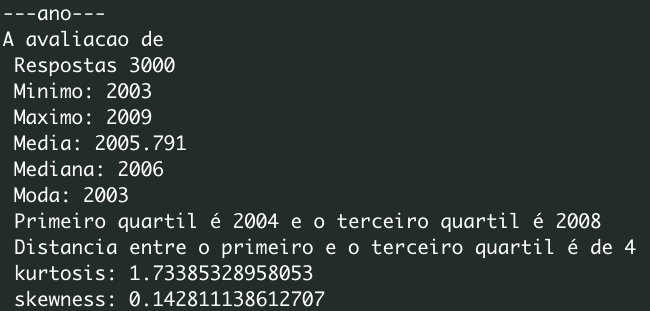 ---ano---
A avaliacao de
Respostas 3000
Minimo: 2003
Maximo: 2009
Media: 2005.791
Mediana: 2006
Moda: 2003
Primeiro quartil é 2004 e o terceiro quartil é 2008
Distancia entre o primeiro e o terceiro quartil é de 4
kurtosis: 1.73385328958053
skewness: 0.142811138612707